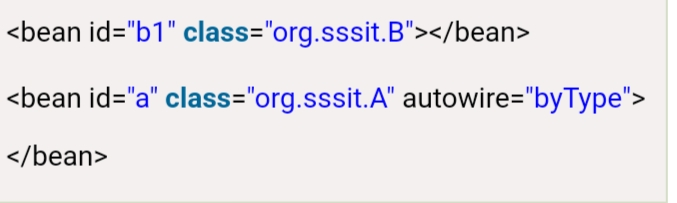 <bean id="b1" class="org.sssit.B"></bean>
<bean id="a" class="org.sssit.A" autowire="byType">
</bean>